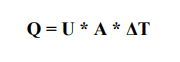 Q = U * A * ΔT